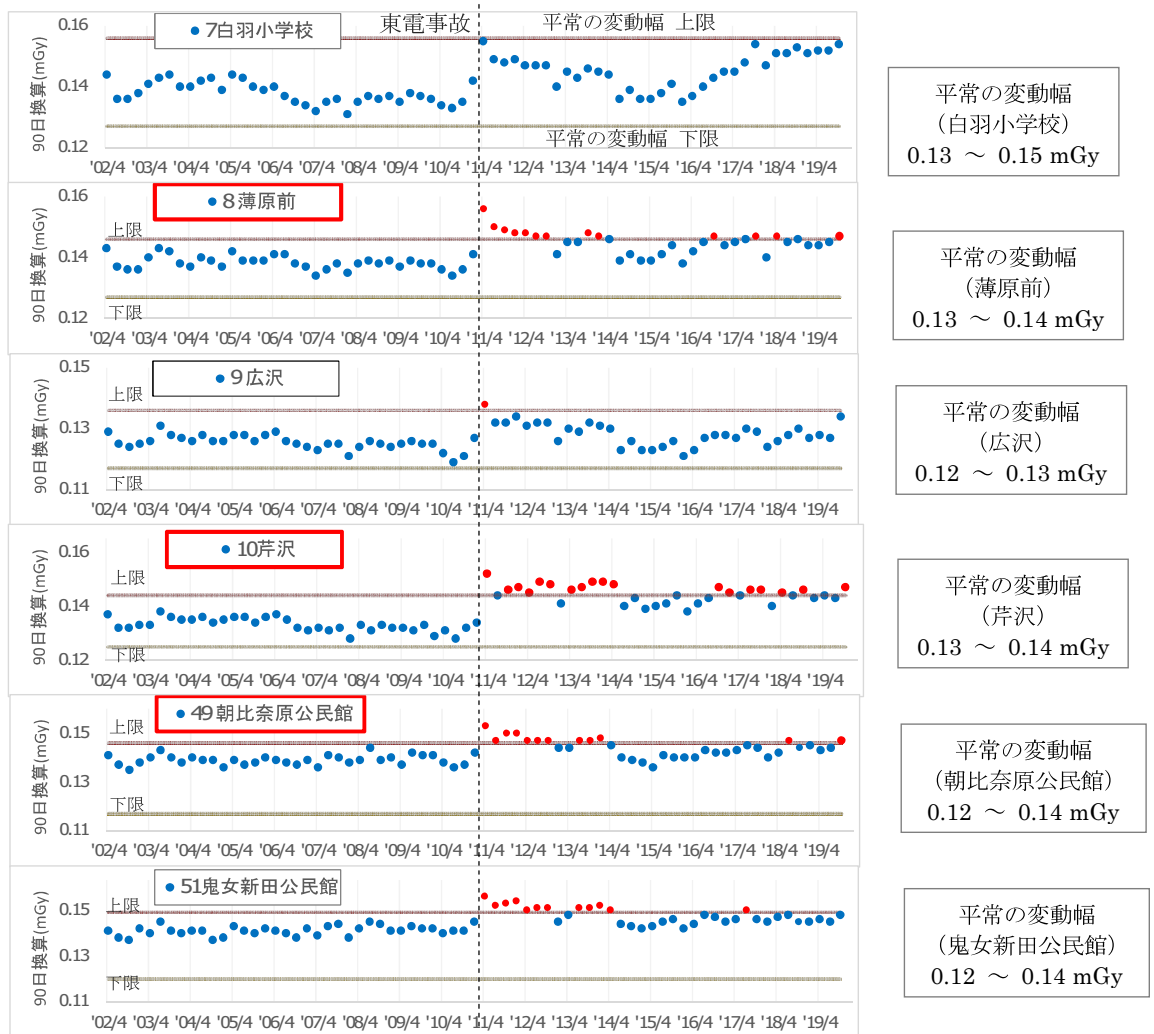 東電事故
平常の変動幅 上限
7白羽小学校
90日換算(mGy)
0.16
0.14
0.12
平常の変動幅 下限
'02/4 '03/4 '04/4 '05/4 '06/4 '07/4 '08/4 '09/4 '10/4 '11/4 '12/4 '13/4 '14/4 '15/4 '16/4 '17/4 '18/4 '19/4
平常の変動幅
(白羽小学校)
0.13 ～ 0.15 mGy
8薄原前
90日換算(mGy)
0.16
0.14
0.12
上限
下限
'02/4 '03/4 '04/4 '05/4 '06/4 '07/4 '08/4 '09/4 '10/4 '11/4 '12/4 '13/4 '14/4 '15/4 '16/4 '17/4 '18/4 '19/4
平常の変動幅
(薄原前)
0.13 ～ 0.14 mGy
9広沢
90日換算(mGy)
0.15
0.13
0.11
上限
下限
'02/4 '03/4 '04/4 '05/4 '06/4 '07/4 '08/4 '09/4 '10/4 '11/4 '12/4 '13/4 '14/4 '15/4 '16/4 '17/4 '18/4 '19/4
平常の変動幅
(広沢)
0.12 ～ 0.13 mGy
10芹沢
90日換算(mGy)
0.16
0.14
0.12
上限
下限
'02/4 '03/4 '04/4 '05/4 '06/4 '07/4 '08/4 '09/4 '10/4 '11/4 '12/4 '13/4 '14/4 '15/4 '16/4 '17/4 '18/4 '19/4
平常の変動幅
(芹沢)
0.13 ～ 0.14 mGy
49朝比奈原公民館
90日換算(mGy)
0.15
0.13
0.11
上限
下限
'02/4 '03/4 '04/4 '05/4 '06/4 '07/4 '08/4 '09/4 '10/4 '11/4 '12/4 '13/4 '14/4 '15/4 '16/4 '17/4 '18/4 '19/4
平常の変動幅
(朝比奈原公民館)
0.12 ～ 0.14 mGy
51鬼女新田公民館
90日換算(mGy)
0.15
0.13
0.11
上限
下限
'02/4 '03/4 '04/4 '05/4 '06/4 '07/4 '08/4 '09/4 '10/4 '11/4 '12/4 '13/4 '14/4 '15/4 '16/4 '17/4 '18/4 '19/4
平常の変動幅
(鬼女新田公民館)
0.12 ～ 0.14 mGy